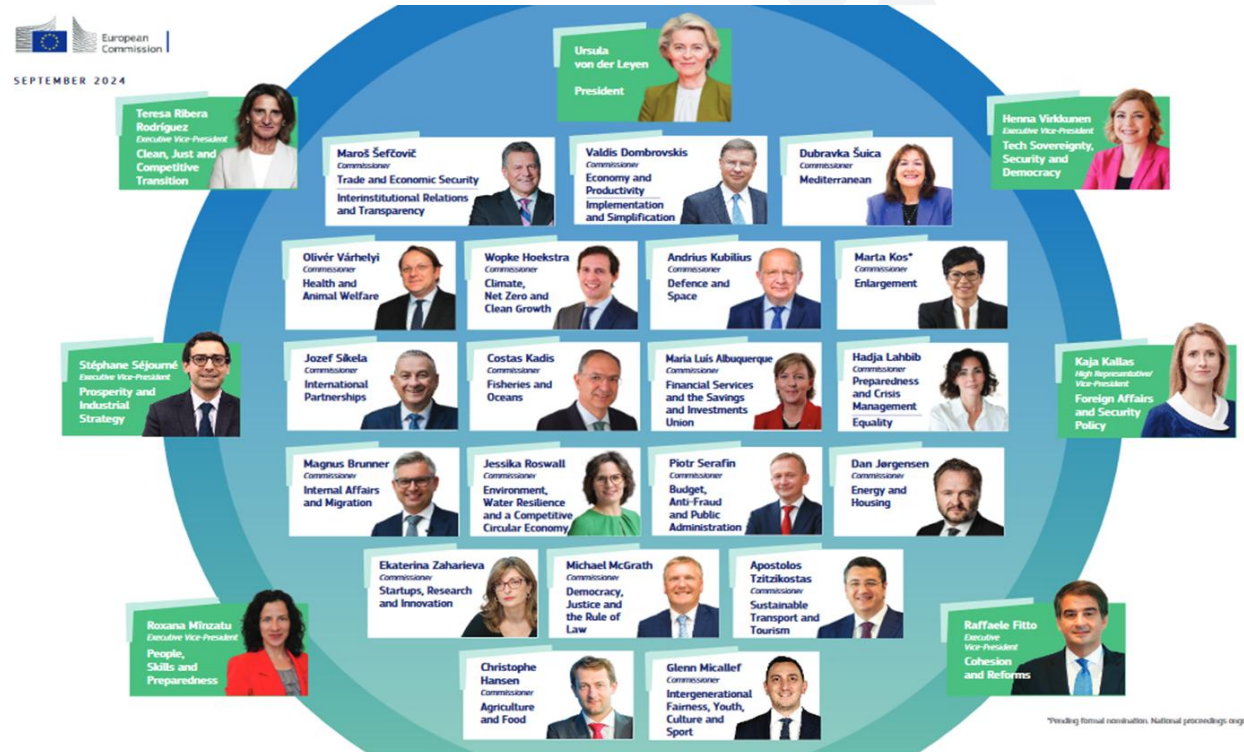 European
Commission
SEPTEMBER 2024
Ursula
von der Leyen
President
Teresa Ribera
Rodríguez
Executive Vice-President
Clean, Just and
Competitive
Transition
Henna Virkkunen
Executive Vice-President
Tech Sovereignty,
Security and
Democracy
Maroš Šefčovič
Commissioner
Trade and Economic Security
Interinstitutional Relations
and Transparency
Valdis Dombrovskis
Commissioner
Economy and
Productivity
Implementation
and Simplification
Dubravka Šuica
Commissioner
Mediterranean
Olivér Várhelyi
Commissioner
Health and
Animal Welfare
Wopke Hoekstra
Commissioner
Climate,
Net Zero and
Clean Growth
Andrius Kubilius
Commissioner
Defence and
Space
Marta Kos*
Commissioner
Enlargement
Stéphane Séjourné
Executive Vice-President
Prosperity and
Industrial
Strategy
Jozef Síkela
Commissioner
International
Partnerships
Costas Kadis
Commissioner
Fisheries and
Oceans
Maria Luís Albuquerque
Commissioner
Financial Services
and the Savings
and Investments
Union
Hadja Lahbib
Commissioner
Preparedness
and Crisis
Management
Equality
Kaja Kallas
High Representative/
Vice-President
Foreign Affairs
and Security
Policy
Magnus Brunner
Commissioner
Internal Affairs
and Migration
Jessika Roswall
Commissioner
Environment,
Water Resilience
and a Competitive
Circular Economy
Piotr Serafin
Commissioner
Budget,
Anti-Fraud
and Public
Administration
Dan Jørgensen
Commissioner
Energy and
Housing
Ekaterina Zaharieva
Commissioner
Startups, Research
and Innovation
Michael McGrath
Commissioner
Democracy,
Justice and
the Rule of
Law
Apostolos
Tzitzikostas
Commissioner
Sustainable
Transport and
Tourism
Roxana Mînzatu
Executive Vice-President
People,
Skills and
Preparedness
Raffaele Fitto
Executive
Vice-President
Cohesion
and Reforms
Christophe
Hansen
Commissioner
Agriculture
and Food
Glenn Micallef
Commissioner
Intergenerational
Fairness, Youth,
Culture and
Sport
*Pending formal nomination. National proceedings